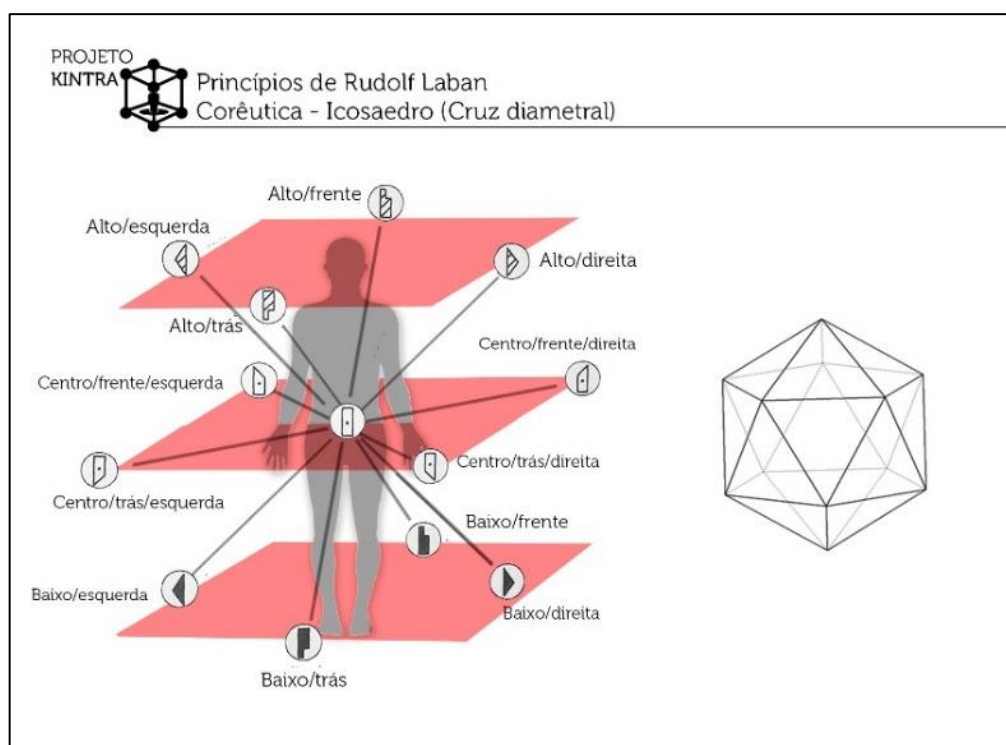 PROJETO
KINTRA
Princípios de Rudolf Laban
Corêutica - Icosaedro (Cruz diametral)
Alto/frente
Alto/esquerda
Alto/direita
Alto/trás
Centro/frente/direita
Centro/frente/esquerda
Centro/trás/direita
Centro/trás/esquerda
Baixo/frente
Baixo/esquerda
Baixo/direita
Baixo/trás